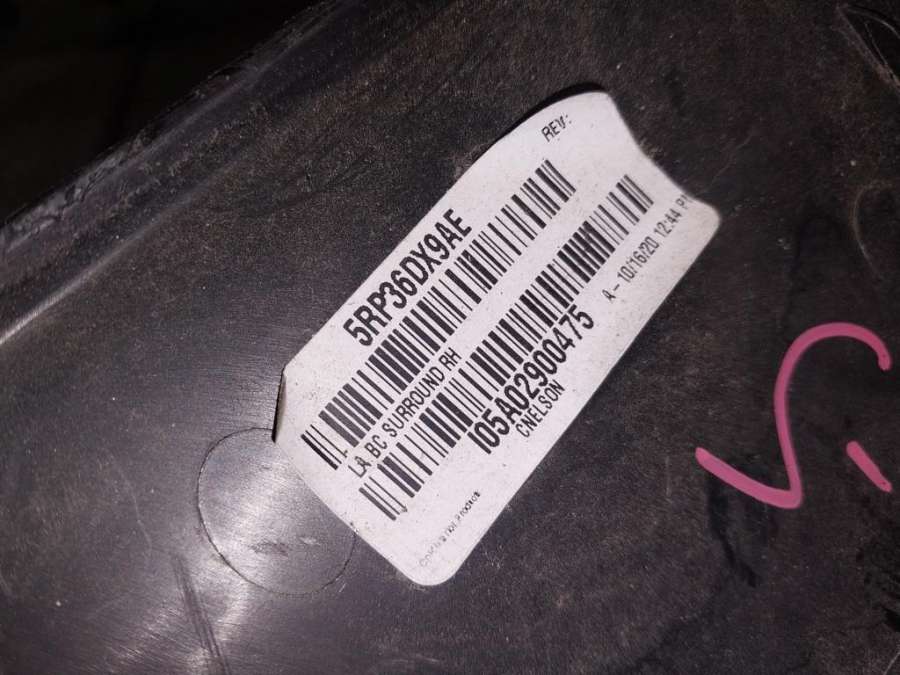 REV:
5RP36DX9AE
LA BC SURROUND RH
I05A02900475
CNELSON
A - 10/16/20 12:44 P